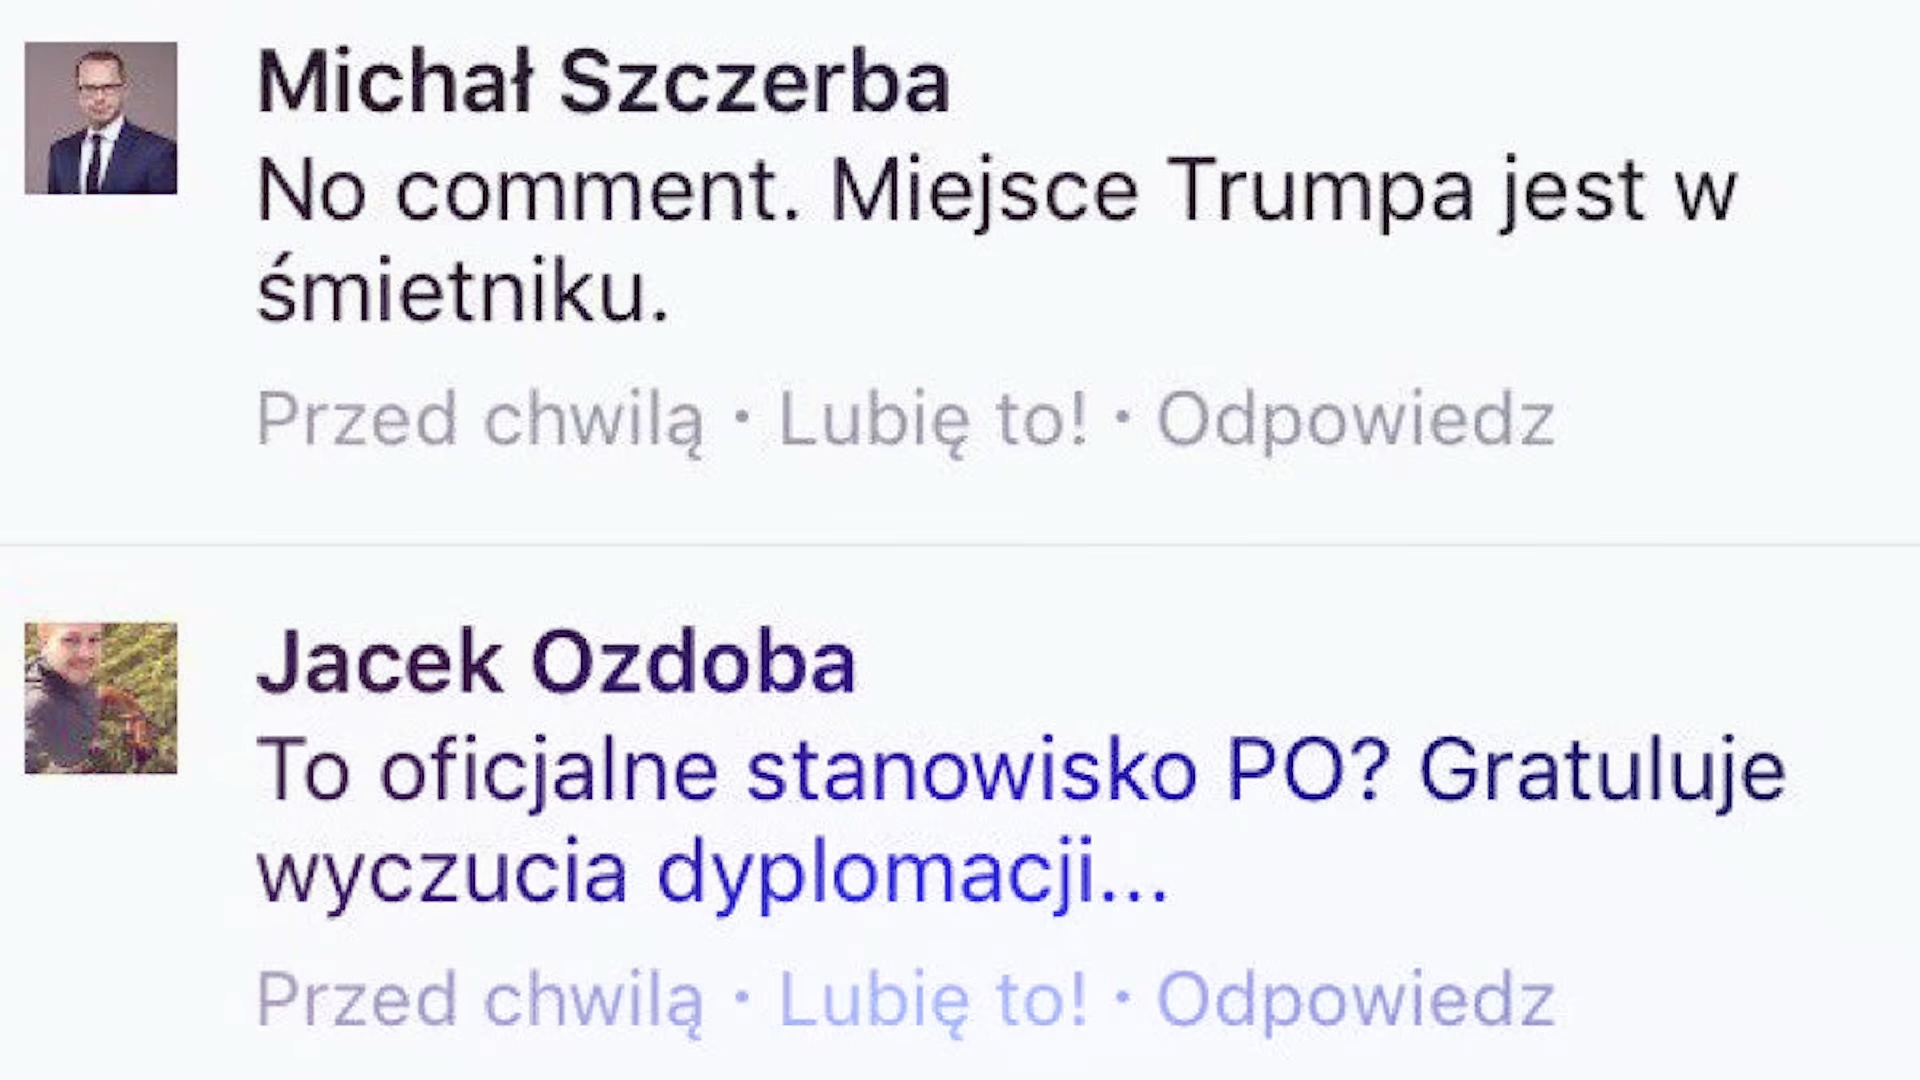 Michał Szczerba
No comment. Miejsce Trumpa jest w
śmietniku.
Przed chwilą · Lubię to! · Odpowiedz
Jacek Ozdoba
To oficjalne stanowisko PO? Gratuluje
wyczucia dyplomacji...
Przed chwilą · Lubię to! · Odpowiedz